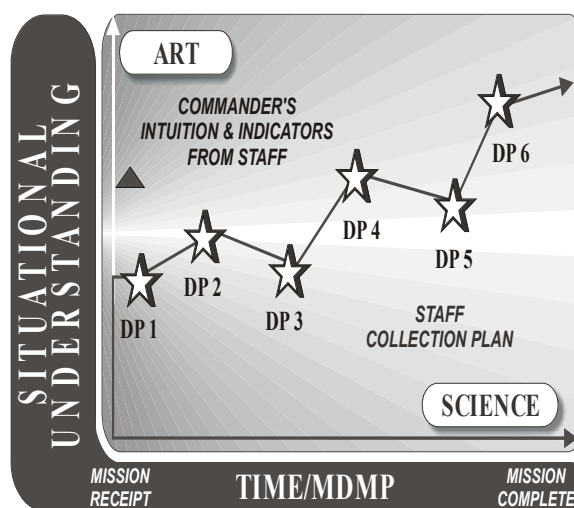 SITUATIONAL
UNDERSTANDING
ART
COMMANDER'S
INTUITION & INDICATORS
FROM STAFF
DP 1
DP 2
DP 3
DP 4
DP 5
DP 6
STAFF
COLLECTION PLAN
SCIENCE
MISSION
RECEIPT
TIME/MDMP
MISSION
COMPLETE